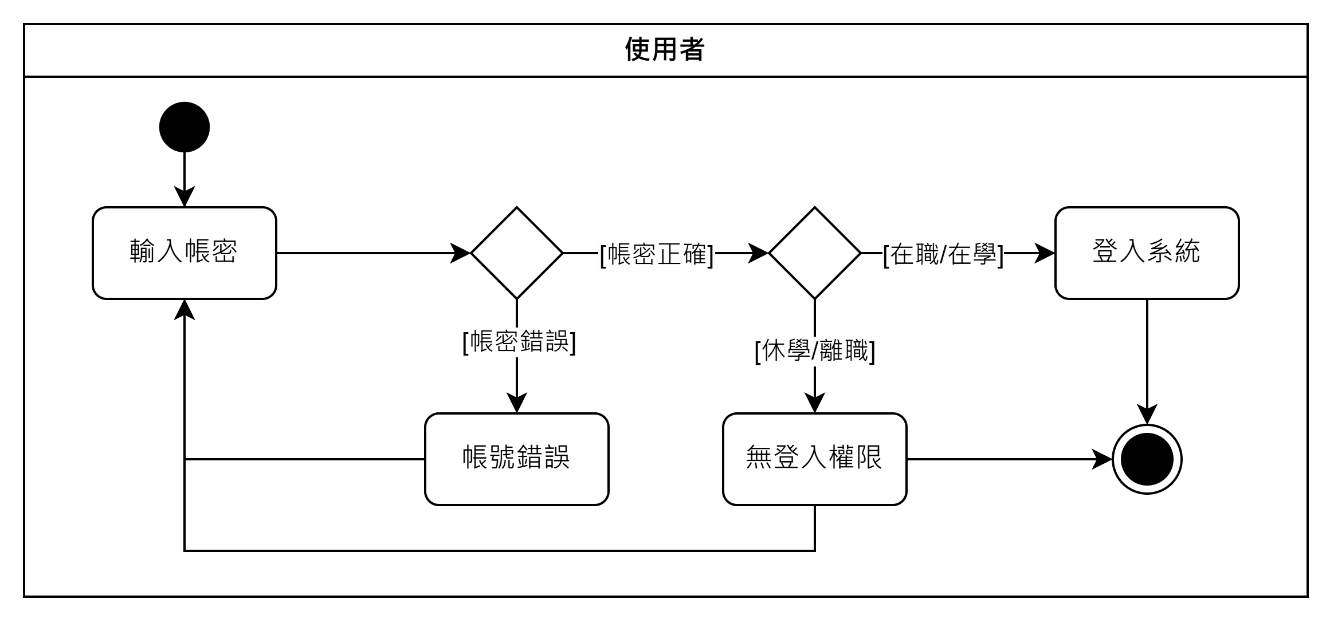 使用者
輸入帳密
[帳密正確]
[在職/在學]
登入系統
[帳密錯誤]
[休學/離職]
帳號錯誤
無登入權限